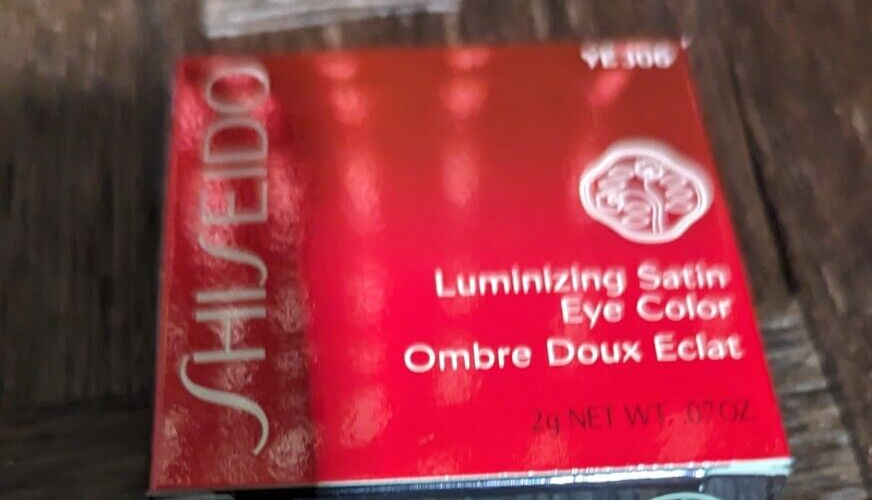 SHISEIDO
YE306
Luminizing Satin
Eye Color
Ombre Doux Eclat
2g NET WT. .07 OZ.